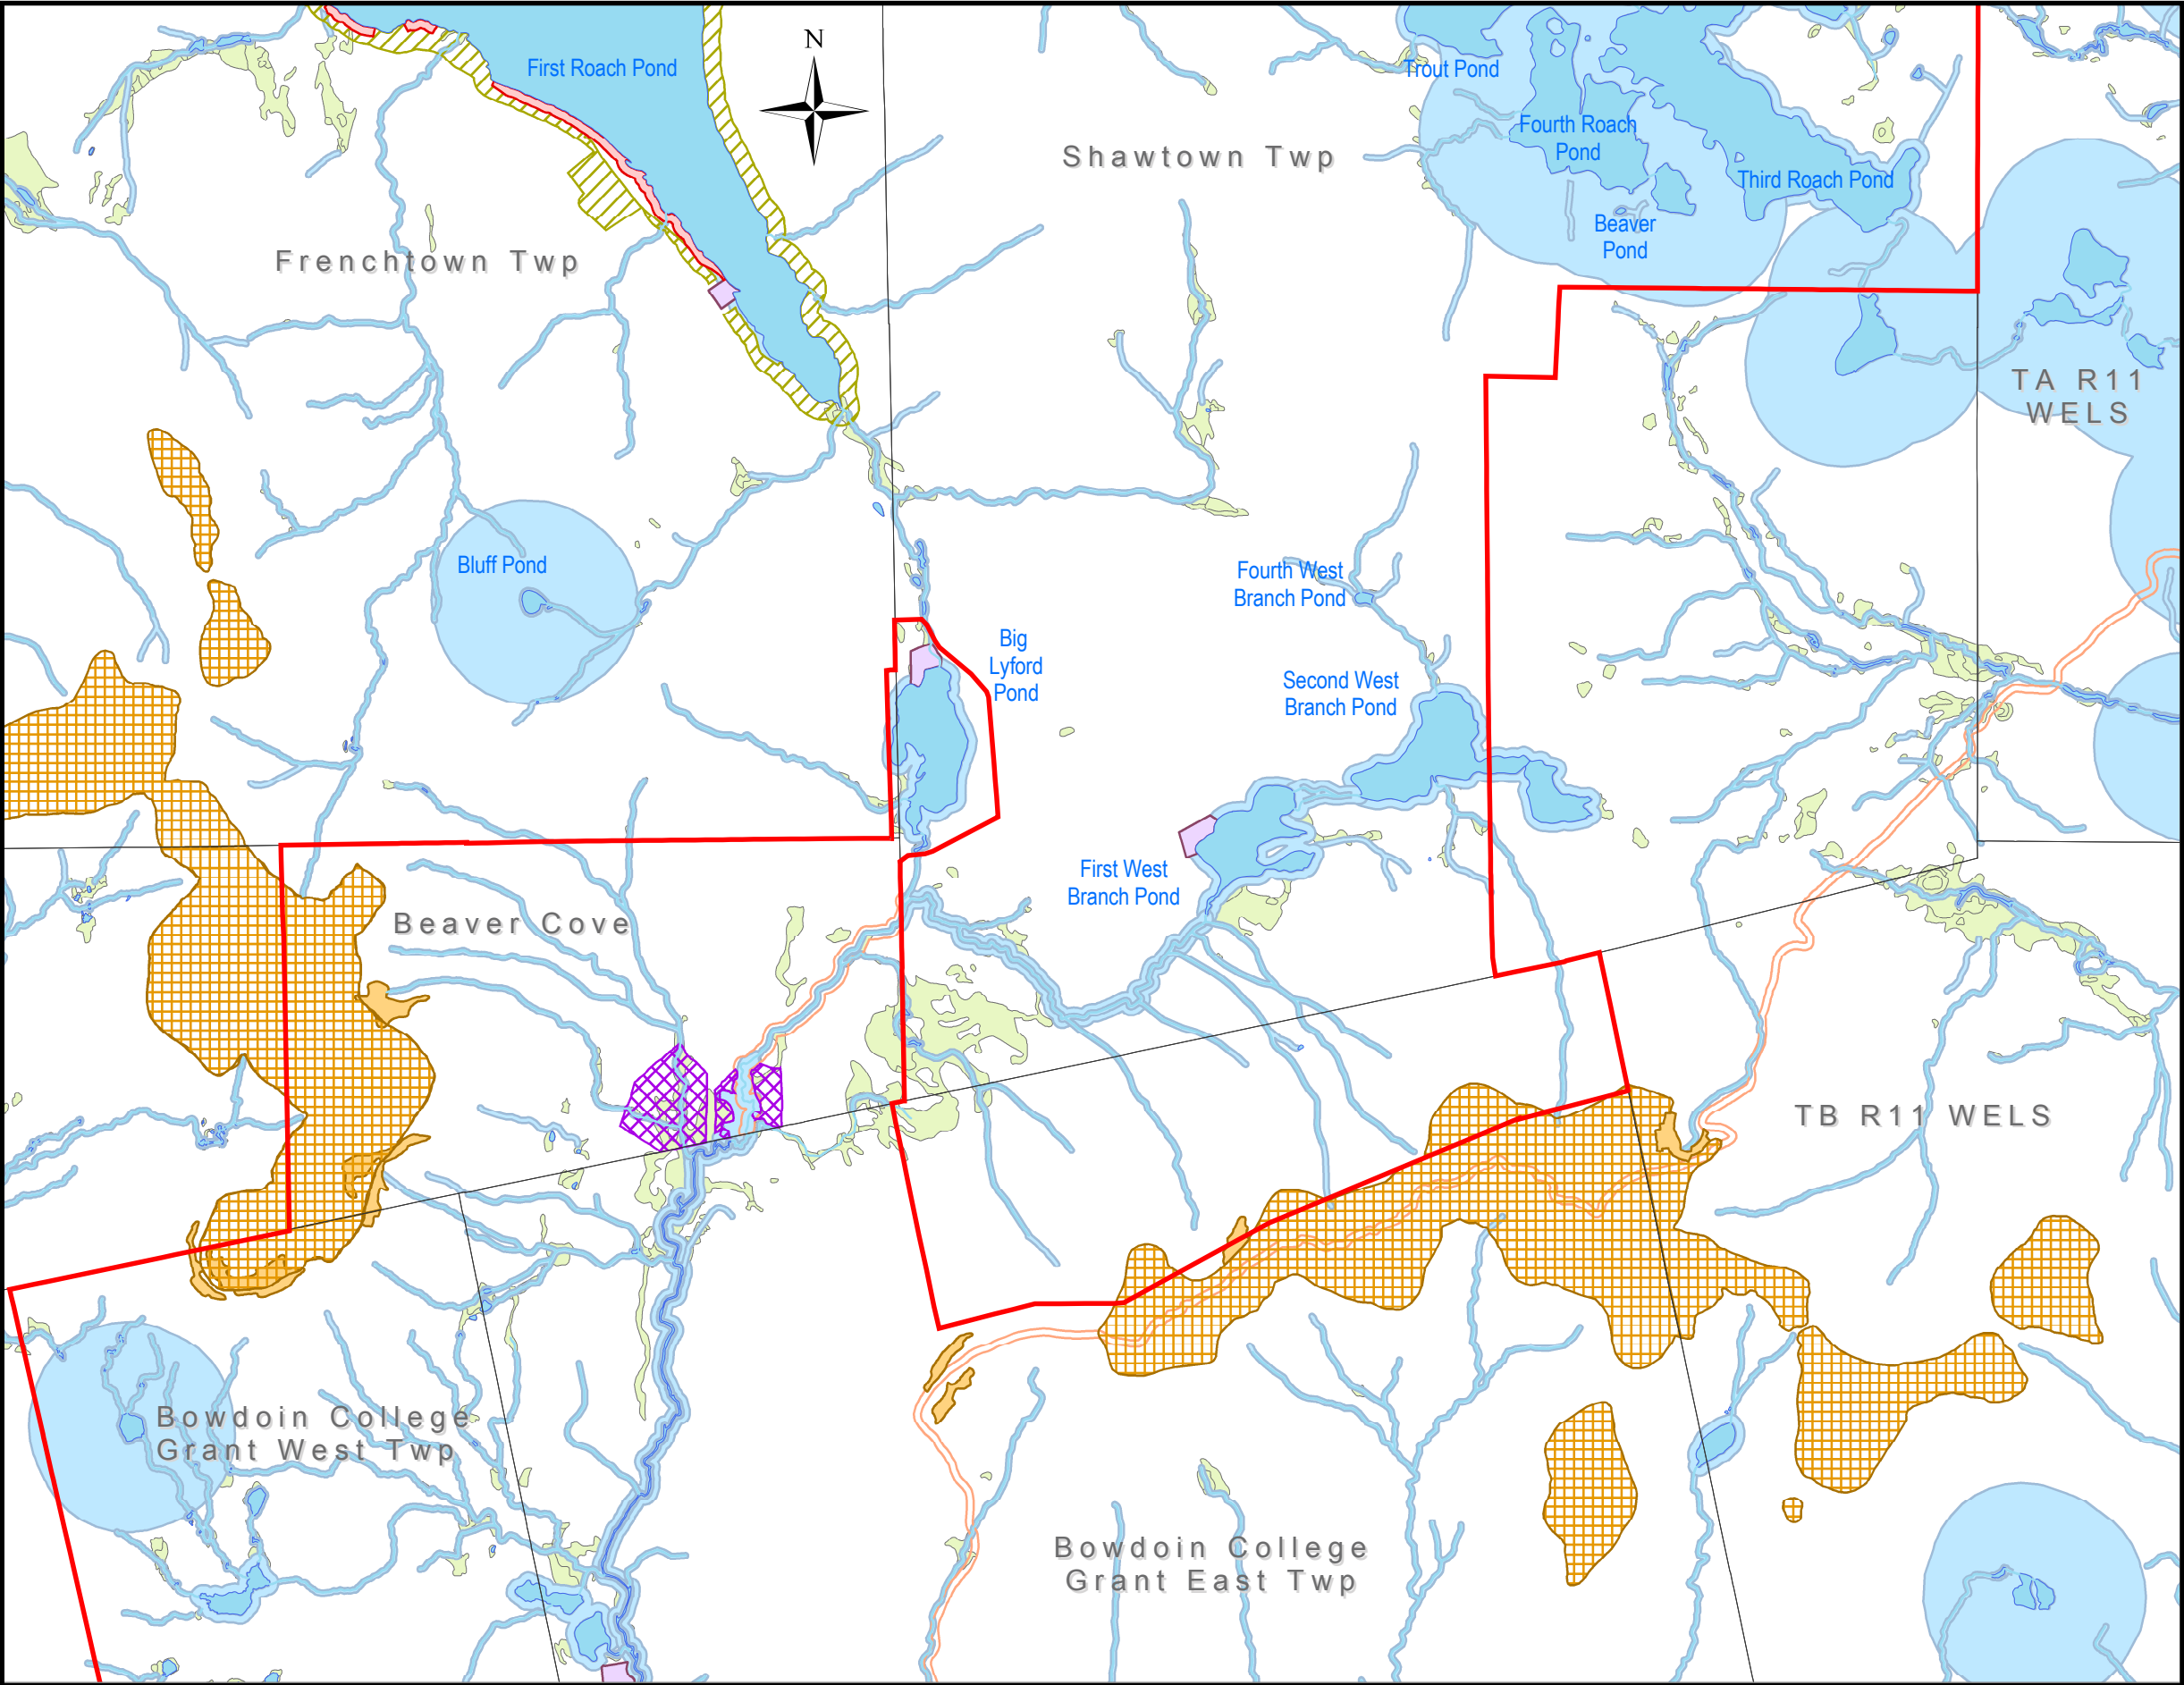 N
First Roach Pond
Trout Pond
Fourth Roach
Pond
Shawtown Twp
Third Roach Pond
Beaver
Pond
Frenchtown Twp
TA R11
WELS
Bluff Pond
Fourth West
Branch Pond
Big
Lyford
Pond
Second West
Branch Pond
First West
Branch Pond
Beaver Cove
TB R11 WELS
Bowdoin College
Grant West Twp
Bowdoin College
Grant East Twp